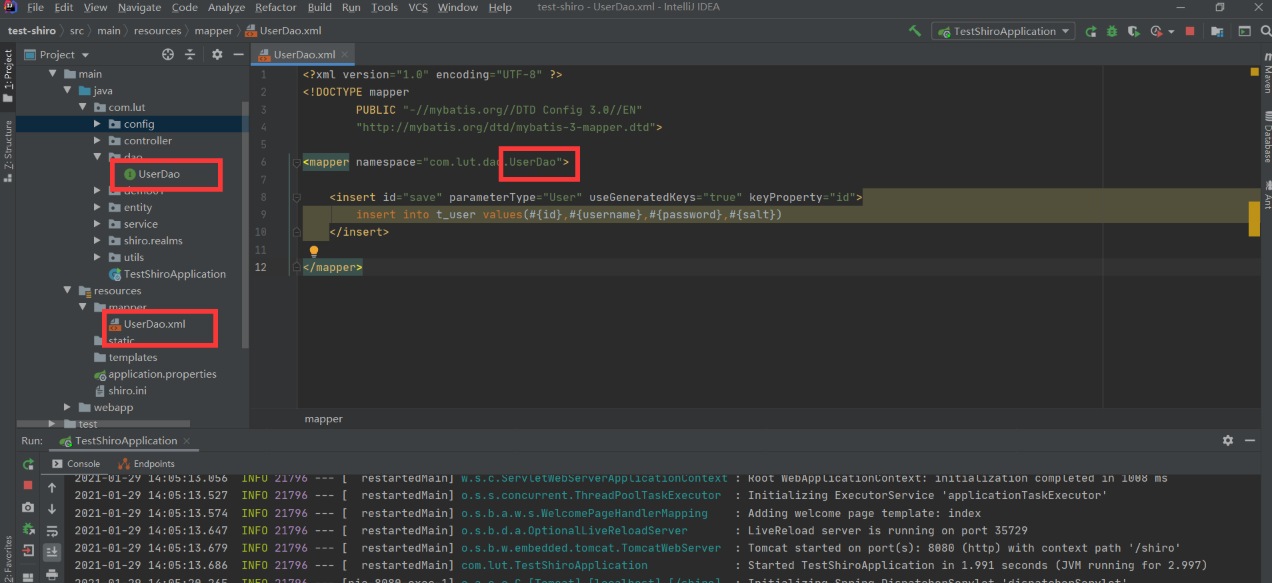 File Edit View Navigate Code Analyze Refactor Build Run Tools VCS Window Help test-shiro - UserDao.xml - IntelliJ IDEA
test-shiro src main resources mapper UserDao.xml TestShiroApplication
Project UserDao.xml
1: Project
Z: Structure
2: Favorites
Maven
Database
Ant
main
java
com.lut
config
controller
dao
UserDao
entity
service
shiro.realms
utils
TestShiroApplication
resources
mapper
UserDao.xml
static
templates
application.properties
shiro.ini
webapp
test
1 <?xml version="1.0" encoding="UTF-8" ?>
2 <!DOCTYPE mapper
3 PUBLIC "-//mybatis.org//DTD Config 3.0//EN"
4 "http://mybatis.org/dtd/mybatis-3-mapper.dtd">
5
6 <mapper namespace="com.lut.dao.UserDao">
7
8 <insert id="save" parameterType="User" useGeneratedKeys="true" keyProperty="id">
9 insert into t_user values(#{id},#{username},#{password},#{salt})
10 </insert>
11
12 </mapper>
mapper
Run: TestShiroApplication
Console Endpoints
2021-01-29 14:05:13.056 INFO 21796 --- [ restartedMain] w.s.c.ServletWebServerApplicationContext : Root WebApplicationContext: initialization completed in 1008 ms
2021-01-29 14:05:13.527 INFO 21796 --- [ restartedMain] o.s.s.concurrent.ThreadPoolTaskExecutor : Initializing ExecutorService 'applicationTaskExecutor'
2021-01-29 14:05:13.574 INFO 21796 --- [ restartedMain] o.s.b.a.w.s.WelcomePageHandlerMapping : Adding welcome page template: index
2021-01-29 14:05:13.647 INFO 21796 --- [ restartedMain] o.s.b.d.a.OptionalLiveReloadServer : LiveReload server is running on port 35729
2021-01-29 14:05:13.679 INFO 21796 --- [ restartedMain] o.s.b.w.embedded.tomcat.TomcatWebServer : Tomcat started on port(s): 8080 (http) with context path '/shiro'
2021-01-29 14:05:13.686 INFO 21796 --- [ restartedMain] com.lut.TestShiroApplication : Started TestShiroApplication in 1.991 seconds (JVM running for 2.997)